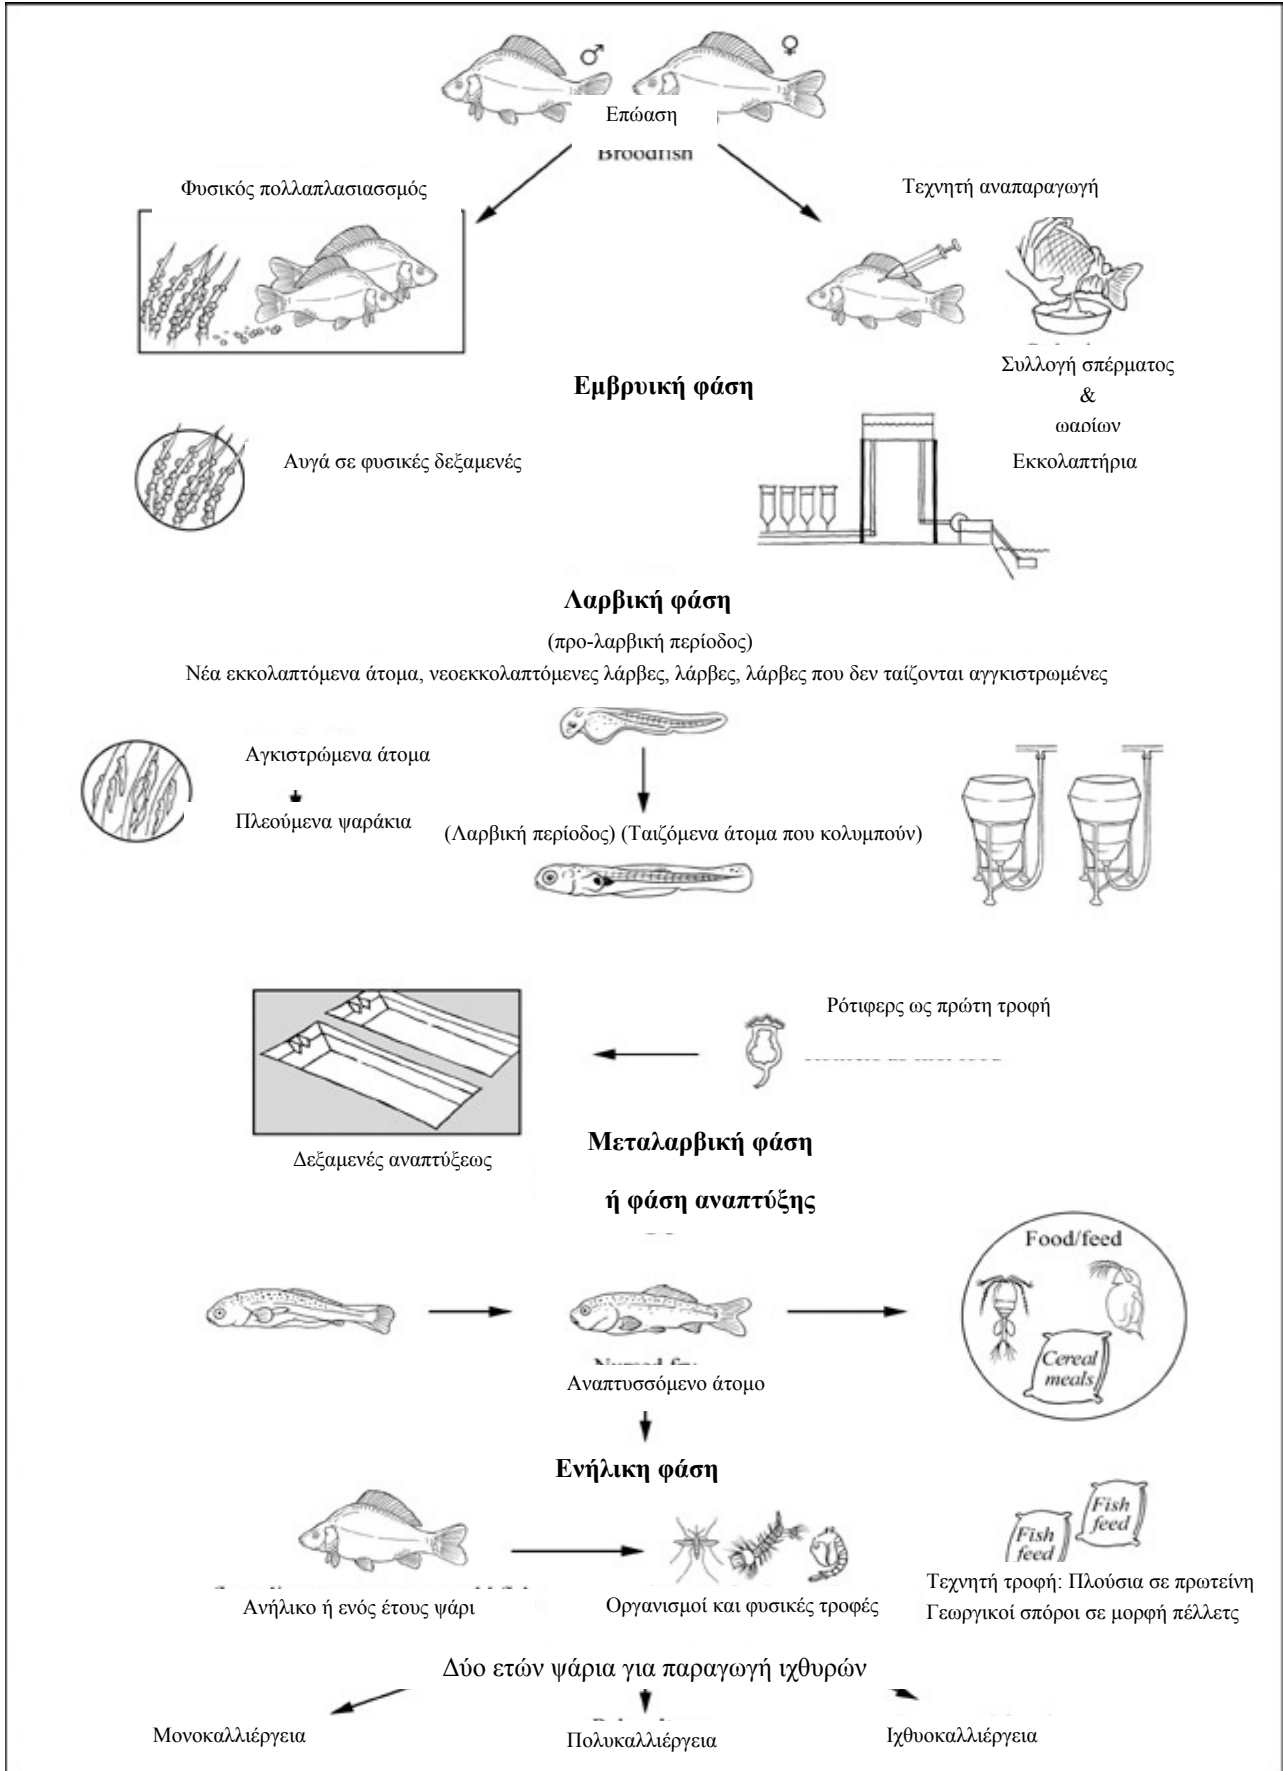 ♂ ♀
Επώαση
Broodfish
Φυσικός πολλαπλασιασσμός
Τεχνητή αναπαραγωγή
Συλλογή σπέρματος
&
ωαρίων
Εμβρυική φάση
Αυγά σε φυσικές δεξαμενές
Εκκολαπτήρια
Λαρβική φάση
(προ-λαρβική περίοδος)
Νέα εκκολαπτόμενα άτομα, νεοεκκολαπτόμενες λάρβες, λάρβες, λάρβες που δεν ταίζονται αγγκιστρωμένες
Αγκιστρώμενα άτομα
Πλεούμενα ψαράκια
(Λαρβική περίοδος) (Ταιζόμενα άτομα που κολυμπούν)
Ρότιφερς ως πρώτη τροφή
Δεξαμενές αναπτύξεως
Μεταλαρβική φάση
ή φάση αναπτύξης
Food/feed
Cereal
meals
Nursed fry
Αναπτυσσόμενο άτομο
Ενήλικη φάση
Fish
feed
Fish
feed
Ανήλικο ή ενός έτους ψάρι
Οργανισμοί και φυσικές τροφές
Τεχνητή τροφή: Πλούσια σε πρωτείνη
Γεωργικοί σπόροι σε μορφή πέλλετς
Δύο ετών ψάρια για παραγωγή ιχθυρών
Μονοκαλλιέργεια
Πολυκαλλιέργεια
Ιχθυοκαλλιέργεια